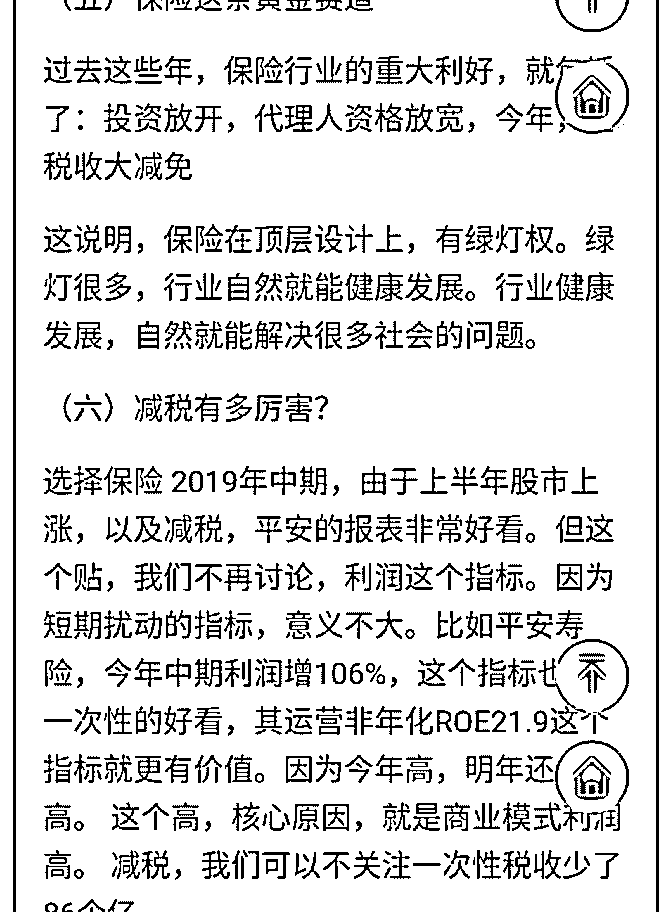 （五）保险这条黄金赛道
过去这些年，保险行业的重大利好，就
了：投资放开，代理人资格放宽，今年，
税收大减免
这说明，保险在顶层设计上，有绿灯权。绿
灯很多，行业自然就能健康发展。行业健康
发展，自然就能解决很多社会的问题。
（六）减税有多厉害？
选择保险 2019年中期，由于上半年股市上
涨，以及减税，平安的报表非常好看。但这
个贴，我们不再讨论，利润这个指标。因为
短期扰动的指标，意义不大。比如平安寿
险，今年中期利润增106%，这个指标也
一次性的好看，其运营非年化ROE21.9这个
指标就更有价值。因为今年高，明年还
高。 这个高，核心原因，就是商业模式利润
高。 减税，我们可以不关注一次性税收少了
86个亿